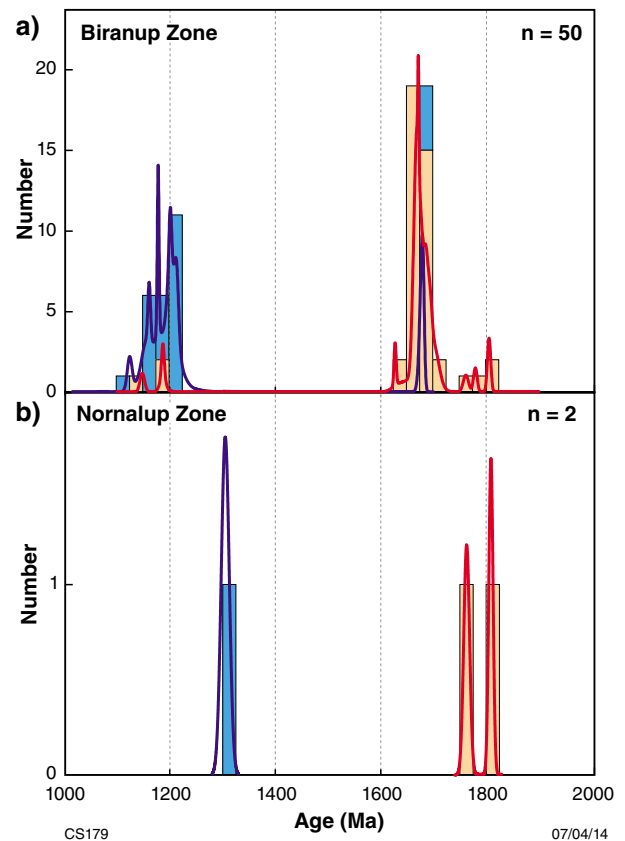 a) Biranup Zone n = 50
20
15
10
5
0
Number
b) Nornalup Zone n = 2
1
0
Number
1000 1200 1400 1600 1800 2000
Age (Ma)
CS179 07/04/14